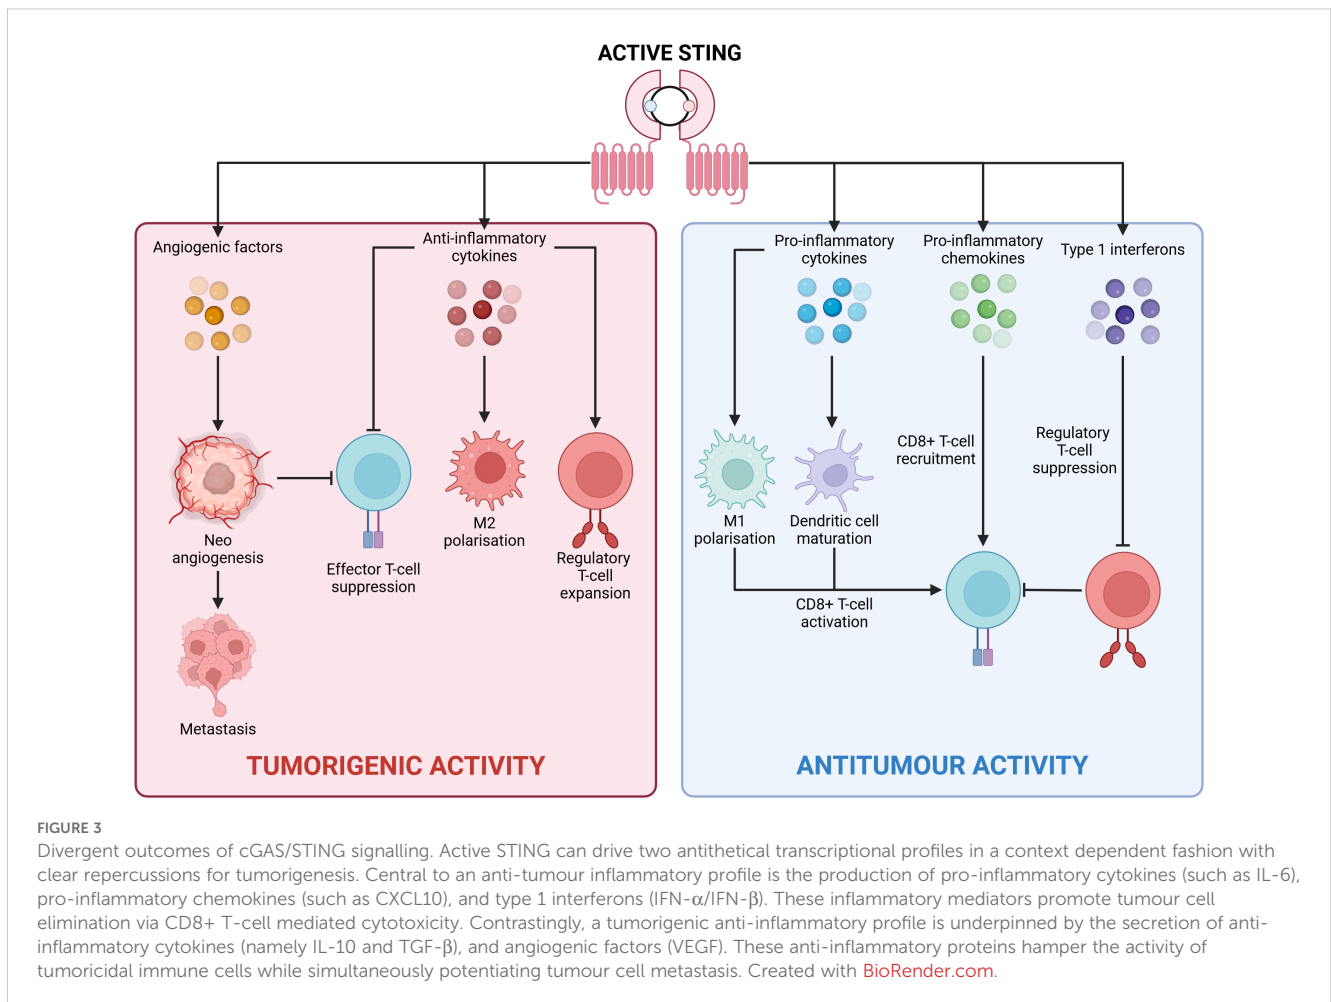 ACTIVE STING
Angiogenic factors
Anti-inflammatory
cytokines
Neo
angiogenesis
Metastasis
Effector T-cell
suppression
M2
polarisation
Regulatory
T-cell
expansion
TUMORIGENIC ACTIVITY
Pro-inflammatory
cytokines
Pro-inflammatory
chemokines
Type 1 interferons
CD8+ T-cell
recruitment
Regulatory
T-cell
suppression
M1
polarisation
Dendritic cell
maturation
CD8+ T-cell
activation
ANTITUMOUR ACTIVITY
FIGURE 3
Divergent outcomes of cGAS/STING signalling. Active STING can drive two antithetical transcriptional profiles in a context dependent fashion with
clear repercussions for tumorigenesis. Central to an anti-tumour inflammatory profile is the production of pro-inflammatory cytokines (such as IL-6),
pro-inflammatory chemokines (such as CXCL10), and type 1 interferons (IFN-α/IFN-β). These inflammatory mediators promote tumour cell
elimination via CD8+ T-cell mediated cytotoxicity. Contrastingly, a tumorigenic anti-inflammatory profile is underpinned by the secretion of anti-
inflammatory cytokines (namely IL-10 and TGF-β), and angiogenic factors (VEGF). These anti-inflammatory proteins hamper the activity of
tumoricidal immune cells while simultaneously potentiating tumour cell metastasis. Created with BioRender.com.